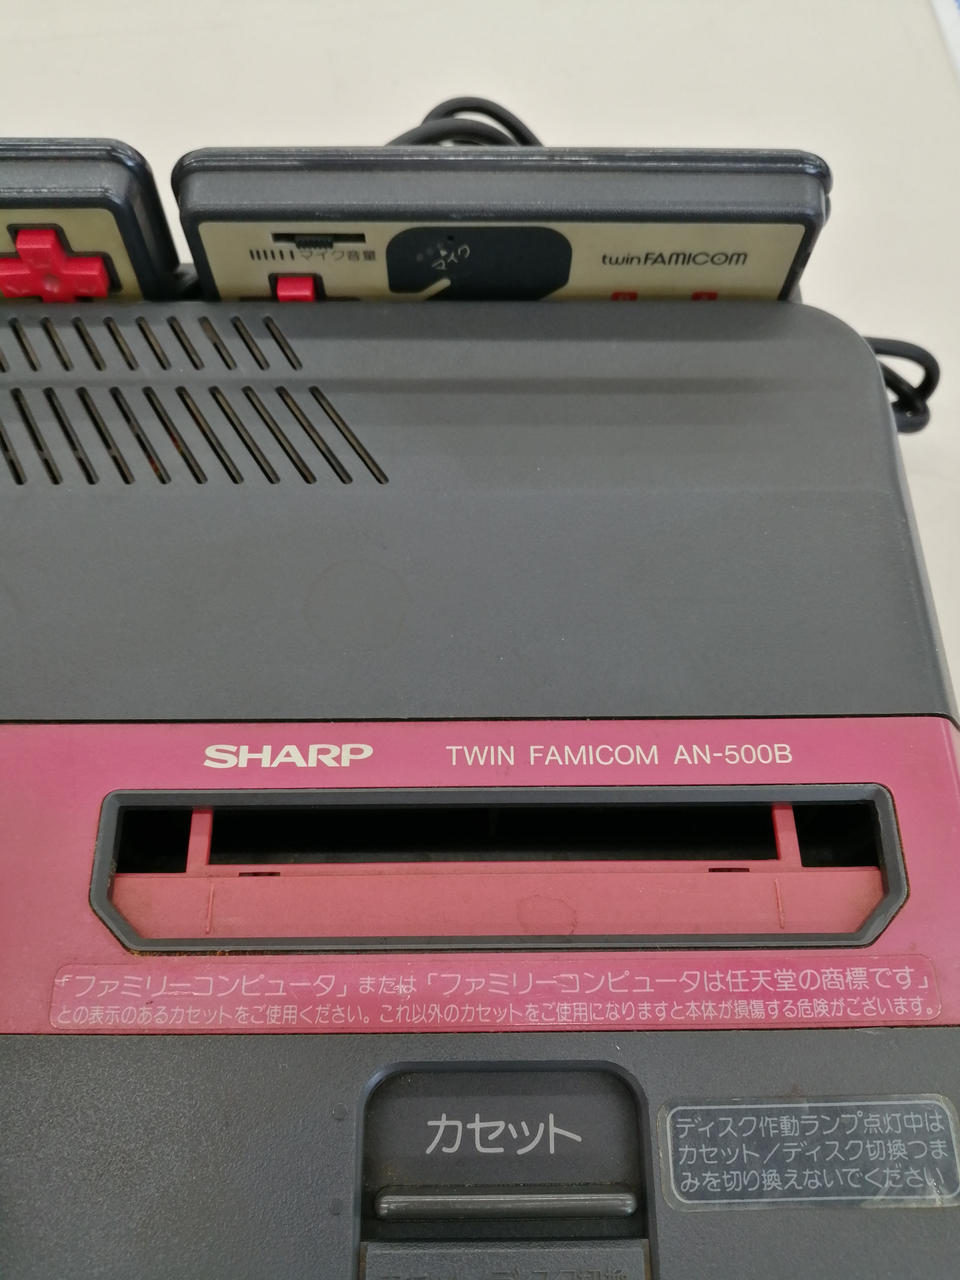 マイク音量
マイク
twinFAMICOM
SHARP
TWIN FAMICOM AN-500B
「ファミリーコンピュータ」または「ファミリーコンピュータは任天堂の商標です」
との表示のあるカセットをご使用ください。これ以外のカセットをご使用になりますと本体が損傷する危険がございます。
カセット
ディスク作動ランプ点灯中は
カセット/ディスク切換つま
みを切り換えないでください